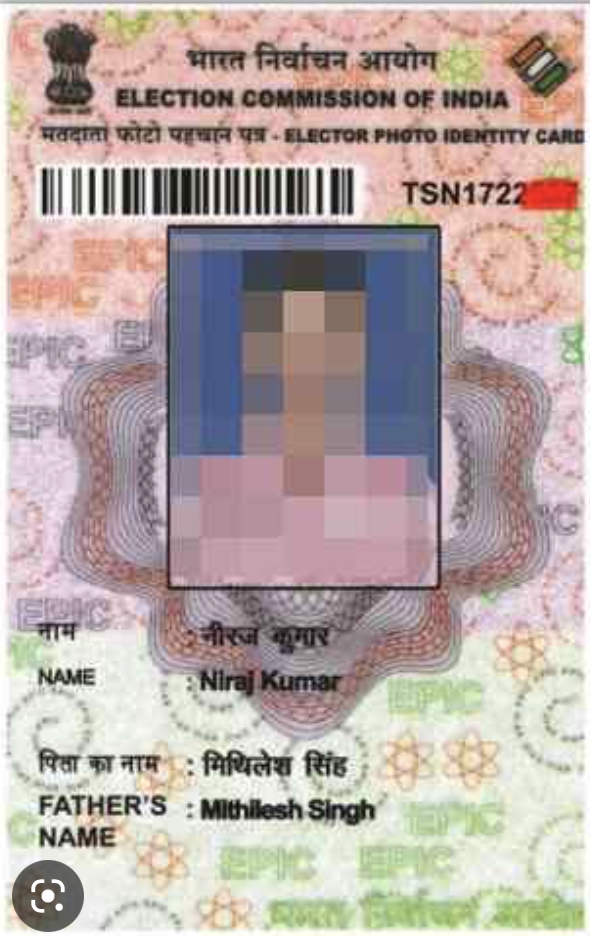 भारत निर्वाचन आयोग
ELECTION COMMISSION OF INDIA
मतदाता फोटो पहचान पत्र - ELECTOR PHOTO IDENTITY CARD
TSN1722
EPIC
EPIC
EPIC
EPIC
EPIC
नाम : नीरज कुमार
NAME : Niraj Kumar
EPIC
पिता का नाम : मिथिलेश सिंह
FATHER'S : Mithilesh Singh
NAME
EPIC
EPIC EPIC
भारत निर्वाचन आयोग